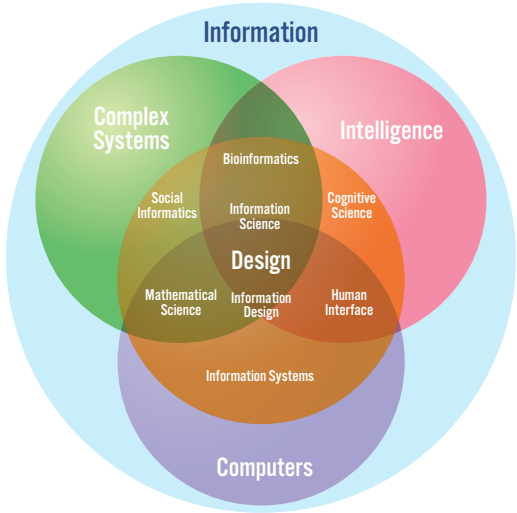 Information
Complex
Systems
Intelligence
Bioinformatics
Social
Informatics
Information
Science
Cognitive
Science
Design
Mathematical
Science
Information
Design
Human
Interface
Information Systems
Computers